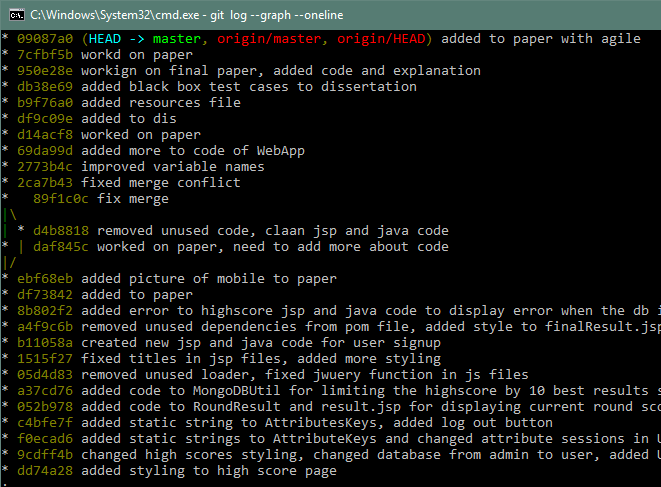 C:\Windows\System32\cmd.exe - git log --graph --oneline
* 09087a0 (HEAD -> master, origin/master, origin/HEAD) added to paper with agile
* 7cfbf5b workd on paper
* 950e28e workign on final paper, added code and explanation
* db38e69 added black box test cases to dissertation
* b9f76a0 added resources file
* df9c09e added to dis
* d14acf8 worked on paper
* 69da99d added more to code of WebApp
* 2773b4c improved variable names
* 2ca7b43 fixed merge conflict
*   89f1c0c fix merge
|\
| * d4b8818 removed unused code, claan jsp and java code
* | daf845c worked on paper, need to add more about code
|/
* ebf68eb added picture of mobile to paper
* df73842 added to paper
* 8b802f2 added error to highscore jsp and java code to display error when the db i
* a4f9c6b removed unused dependencies from pom file, added style to finalResult.jsp
* b11058a created new jsp and java code for user signup
* 1515f27 fixed titles in jsp files, added more styling
* 05d4d83 removed unused loader, fixed jwuery function in js files
* a37cd76 added code to MongoDBUtil for limiting the highscore by 10 best results s
* 052b978 added code to RoundResult and result.jsp for displaying current round sco
* c4bfe7f added static string to AttributesKeys, added log out button
* f0ecad6 added static strings to AttributeKeys and changed attribute sessions in U
* 9cdff4b changed high scores styling, changed database from admin to user, added U
* dd74a28 added styling to high score page
: